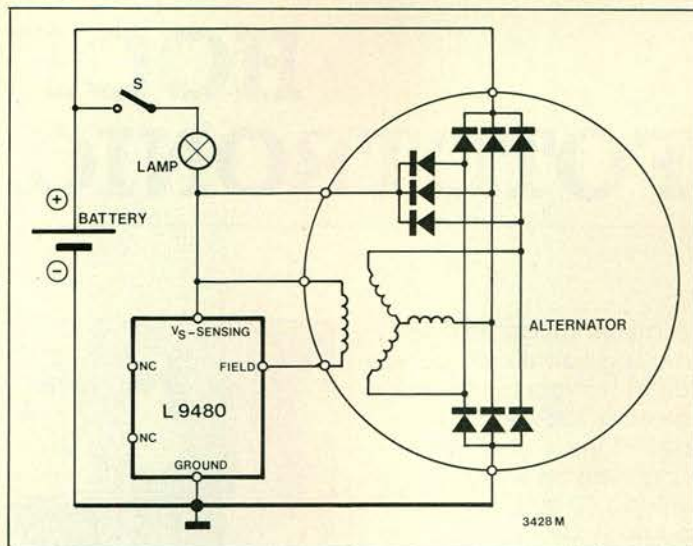 S
LAMP
+
BATTERY
−
VS-SENSING
NC
FIELD
L 9480
NC
GROUND
ALTERNATOR
3428 M